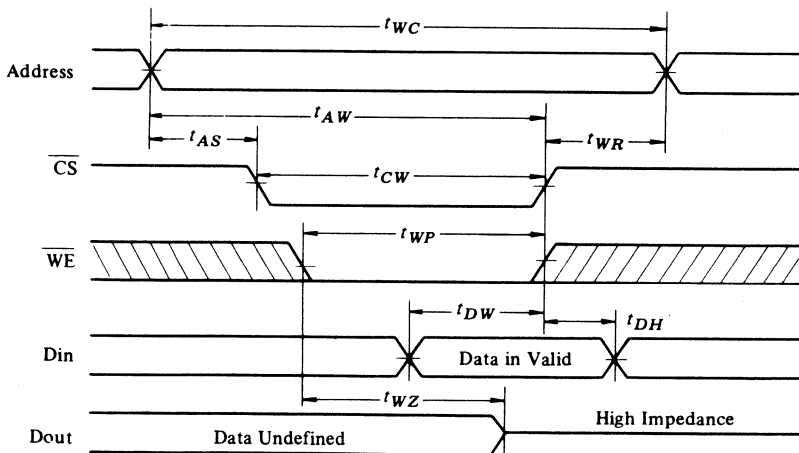 tWC
Address
tAW
tAS
tWR
CS
tCW
tWP
WE
tDW
tDH
Din
Data in Valid
tWZ
High Impedance
Dout
Data Undefined